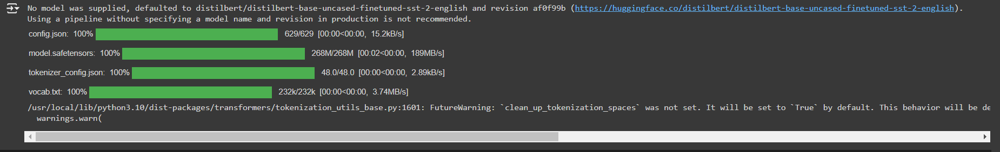 No model was supplied, defaulted to distilbert/distilbert-base-uncased-finetuned-sst-2-english and revision af0f99b (https://huggingface.co/distilbert/distilbert-base-uncased-finetuned-sst-2-english).
Using a pipeline without specifying a model name and revision in production is not recommended.
config.json: 100% 629/629 [00:00<00:00, 15.2kB/s]
model.safetensors: 100% 268M/268M [00:02<00:00, 189MB/s]
tokenizer_config.json: 100% 48.0/48.0 [00:00<00:00, 2.89kB/s]
vocab.txt: 100% 232k/232k [00:00<00:00, 3.74MB/s]
/usr/local/lib/python3.10/dist-packages/transformers/tokenization_utils_base.py:1601: FutureWarning: `clean_up_tokenization_spaces` was not set. It will be set to `True` by default. This behavior will be de
warnings.warn(